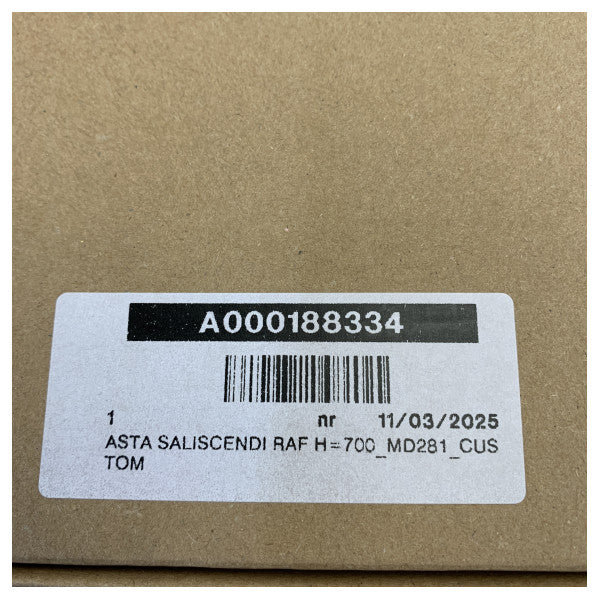 A000188334
1 nr 11/03/2025
ASTA SALISCENDI RAF H=700_MD281_CUS
TOM